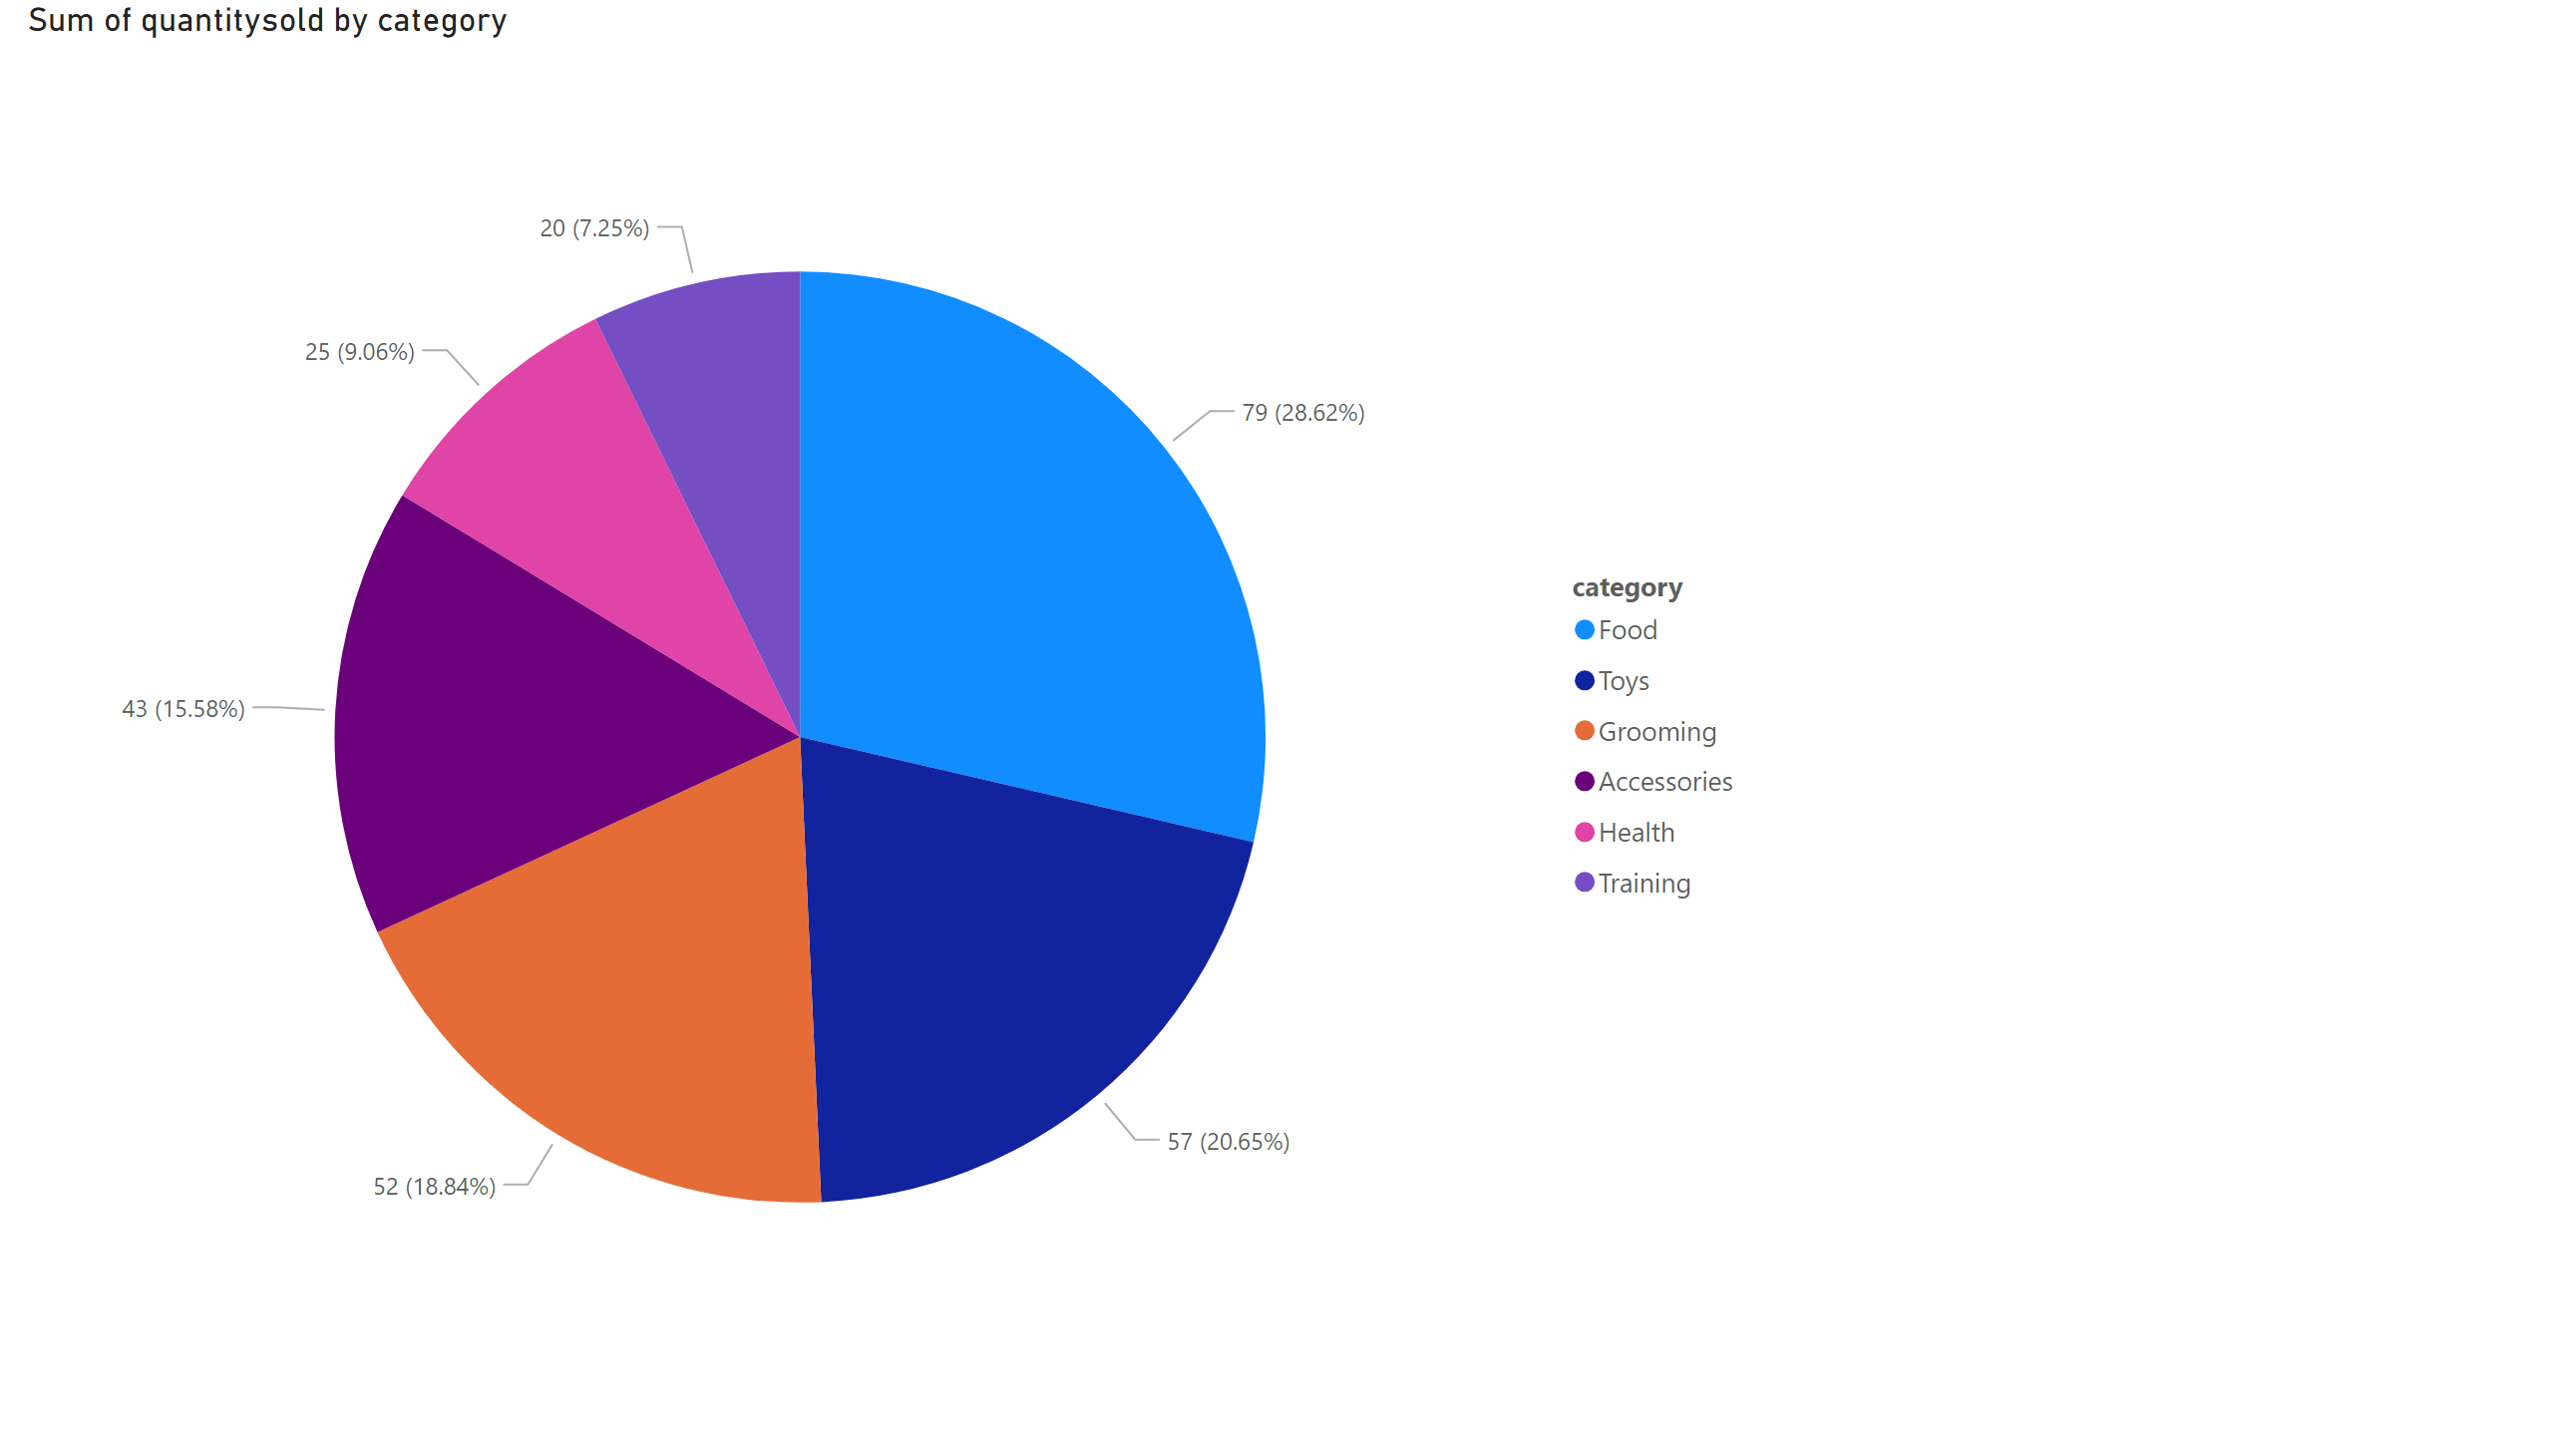 Sum of quantitysold by category
20 (7.25%)
25 (9.06%)
79 (28.62%)
43 (15.58%)
57 (20.65%)
52 (18.84%)
category
Food
Toys
Grooming
Accessories
Health
Training